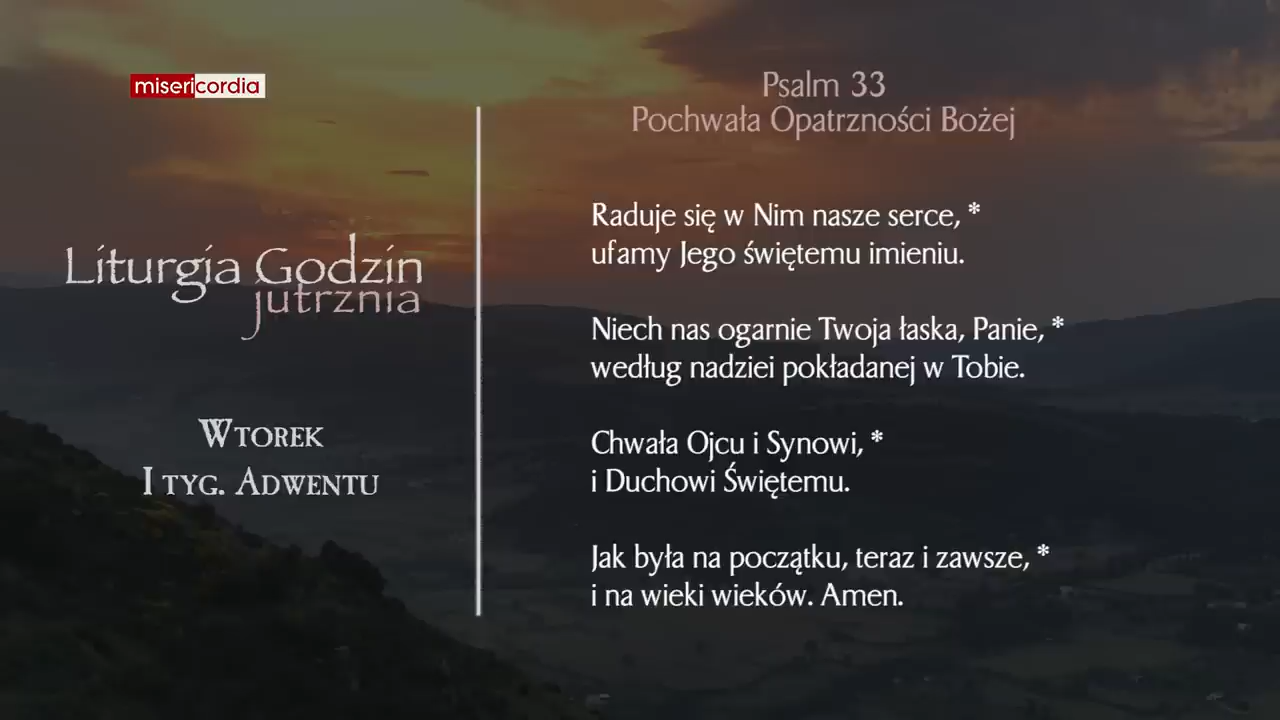 misericordia
Liturgia Godzin
jutrznia
Wtorek
I tyg. Adwentu
Psalm 33
Pochwała Opatrzności Bożej
Raduje się w Nim nasze serce, *
ufamy Jego świętemu imieniu.
Niech nas ogarnie Twoja łaska, Panie, *
według nadziei pokładanej w Tobie.
Chwała Ojcu i Synowi, *
i Duchowi Świętemu.
Jak była na początku, teraz i zawsze, *
i na wieki wieków. Amen.